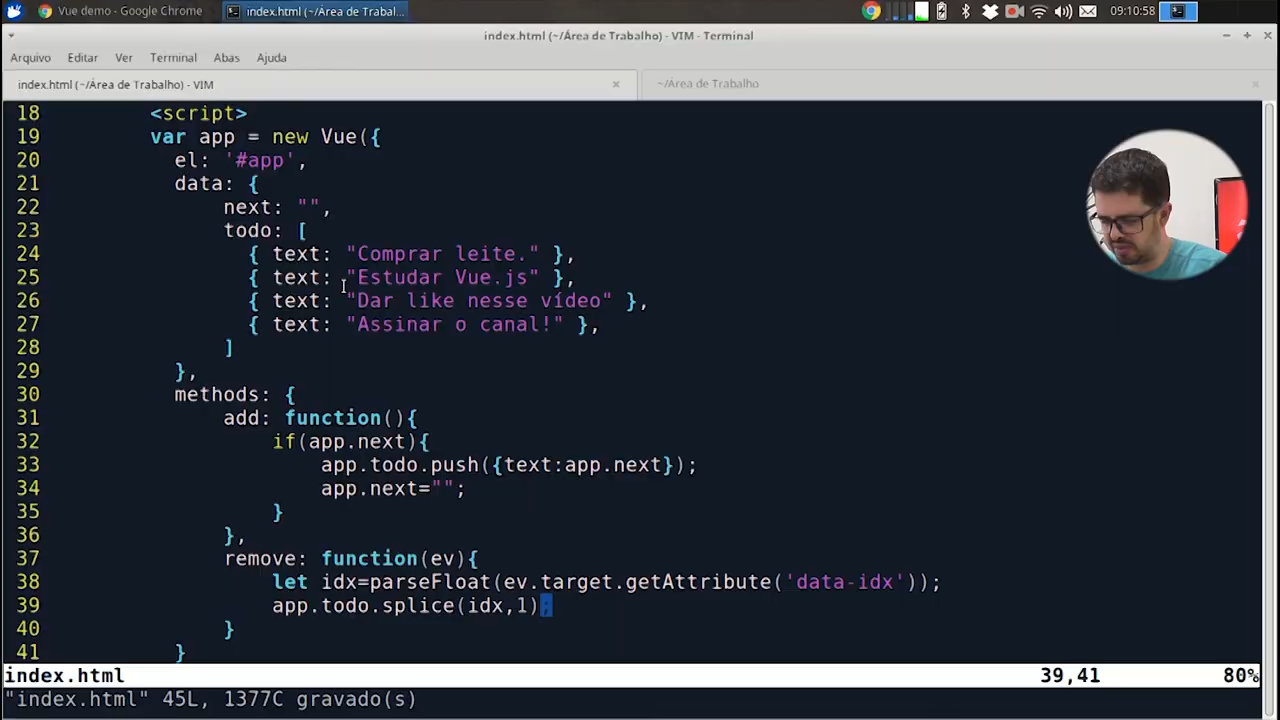 Vue demo - Google Chrome
index.html (~/Área de Trabal...
09:10:58
index.html (~/Área de Trabalho) - VIM - Terminal
Arquivo Editar Ver Terminal Abas Ajuda
index.html (~/Área de Trabalho) - VIM
~/Área de Trabalho
18 <script>
19 var app = new Vue({
20 el: '#app',
21 data: {
22 next: "",
23 todo: [
24 { text: "Comprar leite." },
25 { text: "Estudar Vue.js" },
26 { text: "Dar like nesse vídeo" },
27 { text: "Assinar o canal!" },
28 ]
29 },
30 methods: {
31 add: function(){
32 if(app.next){
33 app.todo.push({text:app.next});
34 app.next="";
35 }
36 },
37 remove: function(ev){
38 let idx=parseFloat(ev.target.getAttribute('data-idx'));
39 app.todo.splice(idx,1);
40 }
41 }
index.html 39,41 80%
"index.html" 45L, 1377C gravado(s)